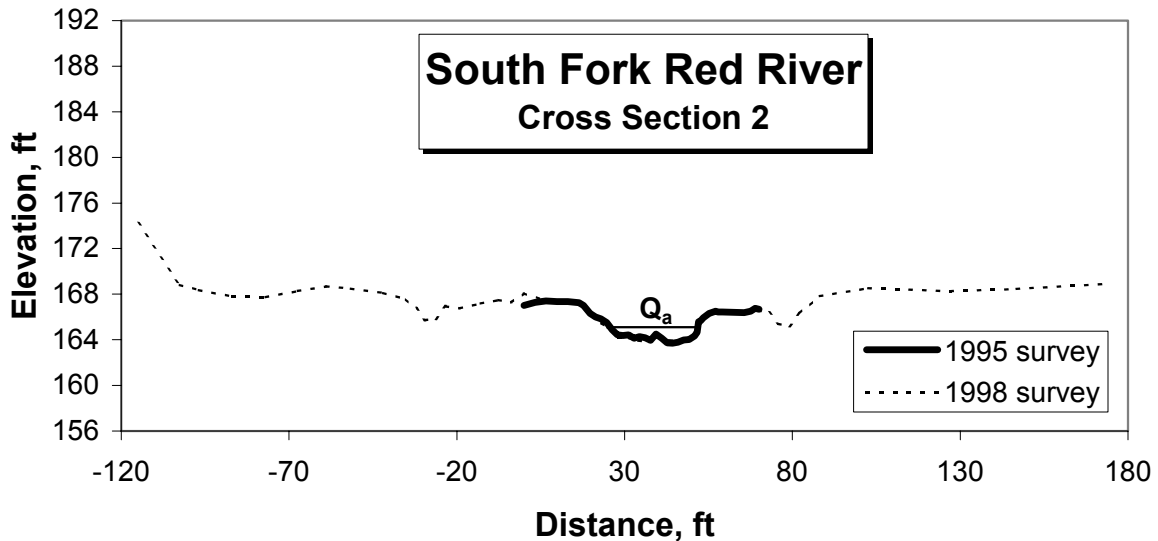 South Fork Red River
Cross Section 2
Elevation, ft
192
188
184
180
176
172
168
164
160
156
Qa
1995 survey
1998 survey
-120 -70 -20 30 80 130 180
Distance, ft